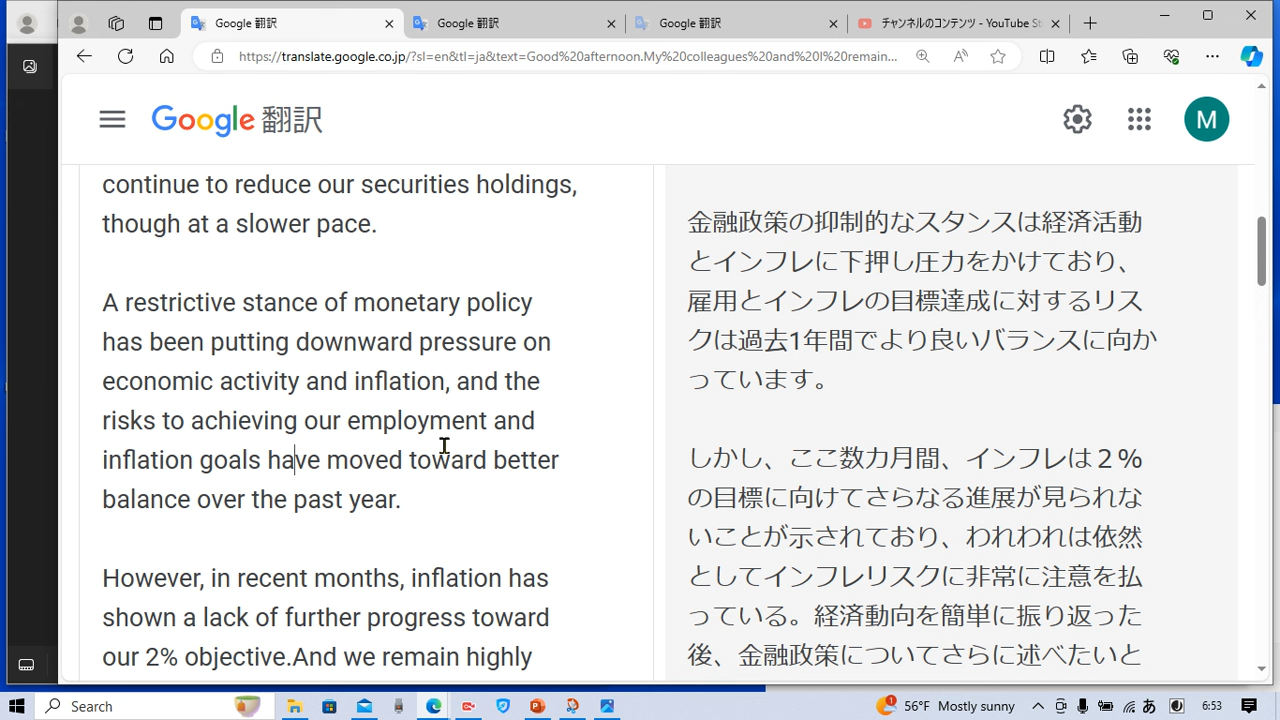 Google 翻訳
Google 翻訳
Google 翻訳
チャンネルのコンテンツ - YouTube St
https://translate.google.co.jp/?sl=en&tl=ja&text=Good%20afternoon.My%20colleagues%20and%20I%20remain...
Google 翻訳
M
continue to reduce our securities holdings,
though at a slower pace.
A restrictive stance of monetary policy
has been putting downward pressure on
economic activity and inflation, and the
risks to achieving our employment and
inflation goals have moved toward better
balance over the past year.
However, in recent months, inflation has
shown a lack of further progress toward
our 2% objective.And we remain highly
金融政策の抑制的なスタンスは経済活動
とインフレに下押し圧力をかけており、
雇用とインフレの目標達成に対するリス
クは過去1年間でより良いバランスに向か
っています。
しかし、ここ数カ月間、インフレは２%
の目標に向けてさらなる進展が見られな
いことが示されており、われわれは依然
としてインフレリスクに非常に注意を払
っている。経済動向を簡単に振り返った
後、金融政策についてさらに述べたいと
Search
1
56°F Mostly sunny
あ
6:53